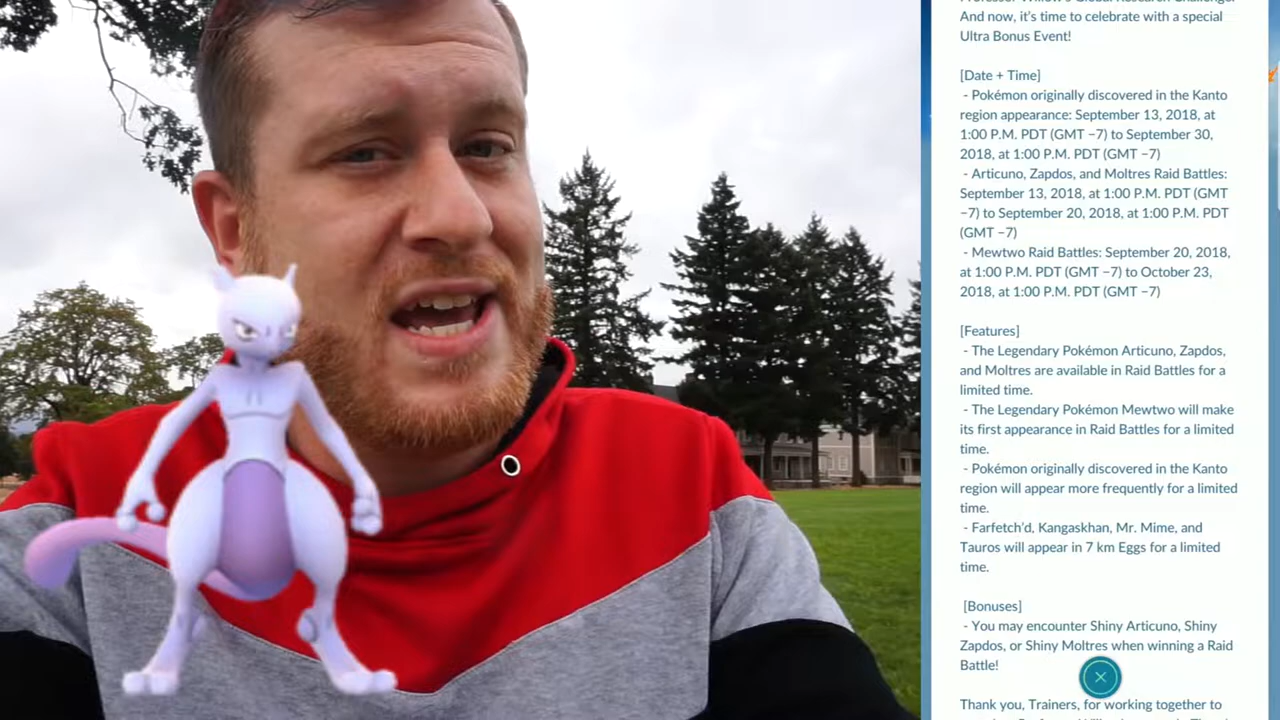 And now, it's time to celebrate with a special
Ultra Bonus Event!
[Date + Time]
- Pokémon originally discovered in the Kanto
region appearance: September 13, 2018, at
1:00 P.M. PDT (GMT −7) to September 30,
2018, at 1:00 P.M. PDT (GMT −7)
- Articuno, Zapdos, and Moltres Raid Battles:
September 13, 2018, at 1:00 P.M. PDT (GMT
−7) to September 20, 2018, at 1:00 P.M. PDT
(GMT −7)
- Mewtwo Raid Battles: September 20, 2018,
at 1:00 P.M. PDT (GMT −7) to October 23,
2018, at 1:00 P.M. PDT (GMT −7)
[Features]
- The Legendary Pokémon Articuno, Zapdos,
and Moltres are available in Raid Battles for a
limited time.
- The Legendary Pokémon Mewtwo will make
its first appearance in Raid Battles for a limited
time.
- Pokémon originally discovered in the Kanto
region will appear more frequently for a limited
time.
- Farfetch'd, Kangaskhan, Mr. Mime, and
Tauros will appear in 7 km Eggs for a limited
time.
[Bonuses]
- You may encounter Shiny Articuno, Shiny
Zapdos, or Shiny Moltres when winning a Raid
Battle!
Thank you, Trainers, for working together to